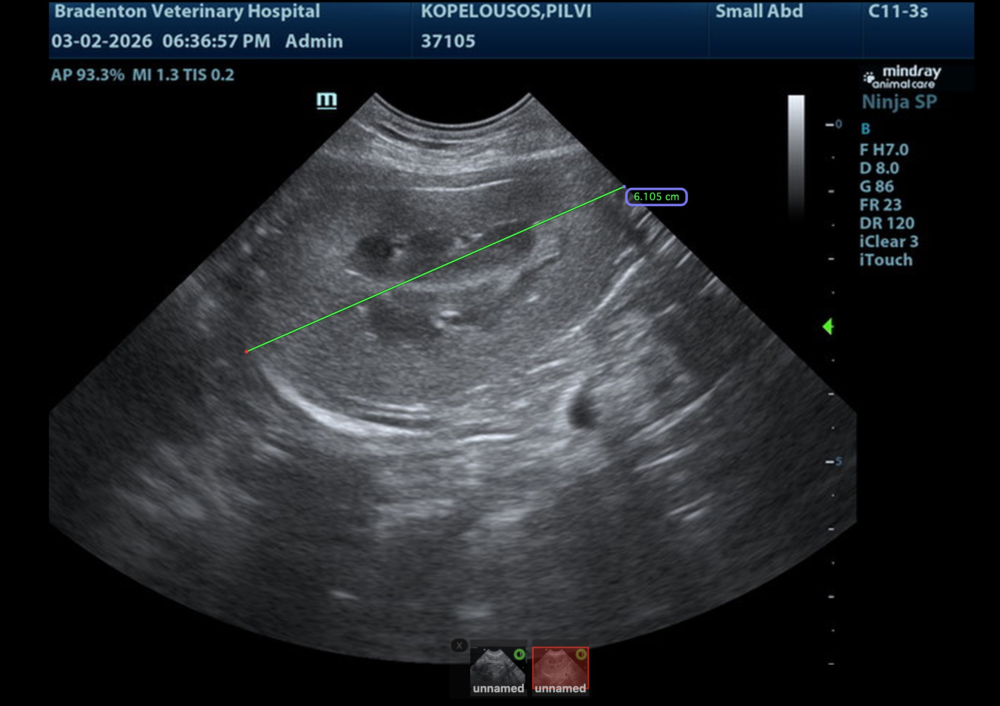 Bradenton Veterinary Hospital
KOPELOUSOS,PILVI
Small Abd
C11-3s
03-02-2026 06:36:57 PM Admin
37105
AP 93.3% MI 1.3 TIS 0.2
mindray
animal care
Ninja SP
m
0
B
F H7.0
D 8.0
G 86
FR 23
DR 120
iClear 3
iTouch
6.105 cm
5
X
unnamed
unnamed